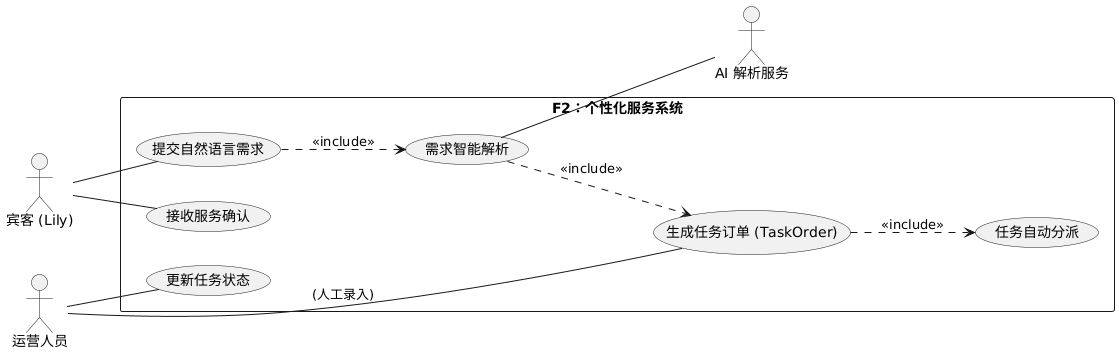 AI 解析服务
F2：个性化服务系统
提交自然语言需求
«include»
需求智能解析
宾客 (Lily)
接收服务确认
«include»
生成任务订单 (TaskOrder)
«include»
任务自动分派
更新任务状态
(人工录入)
运营人员